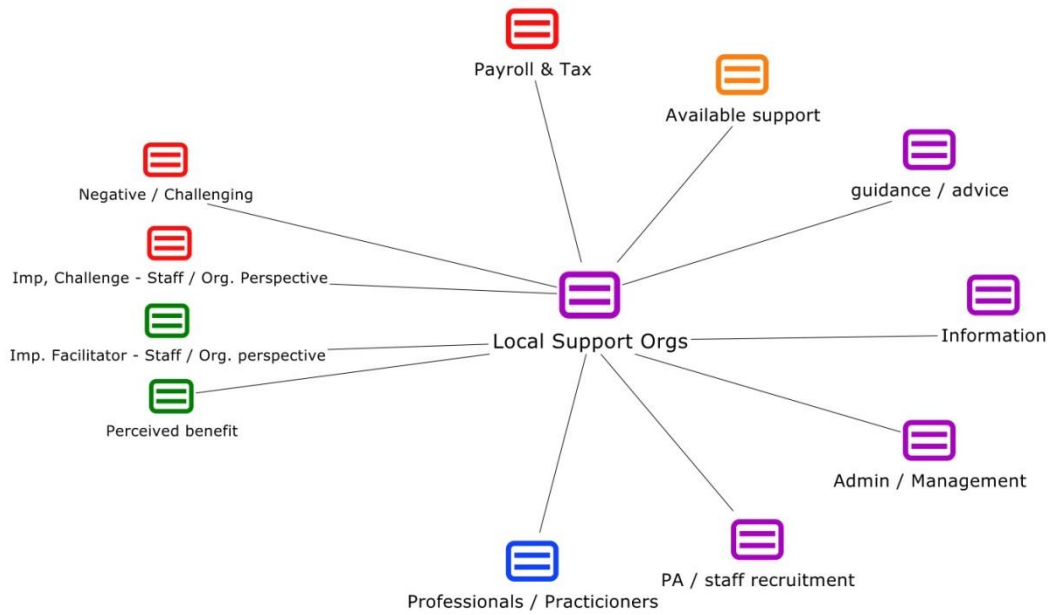 Payroll & Tax
Available support
guidance / advice
Negative / Challenging
Imp, Challenge - Staff / Org. Perspective
Imp. Facilitator - Staff / Org. perspective
Local Support Orgs
Information
Perceived benefit
Admin / Management
PA / staff recruitment
Professionals / Practicioners